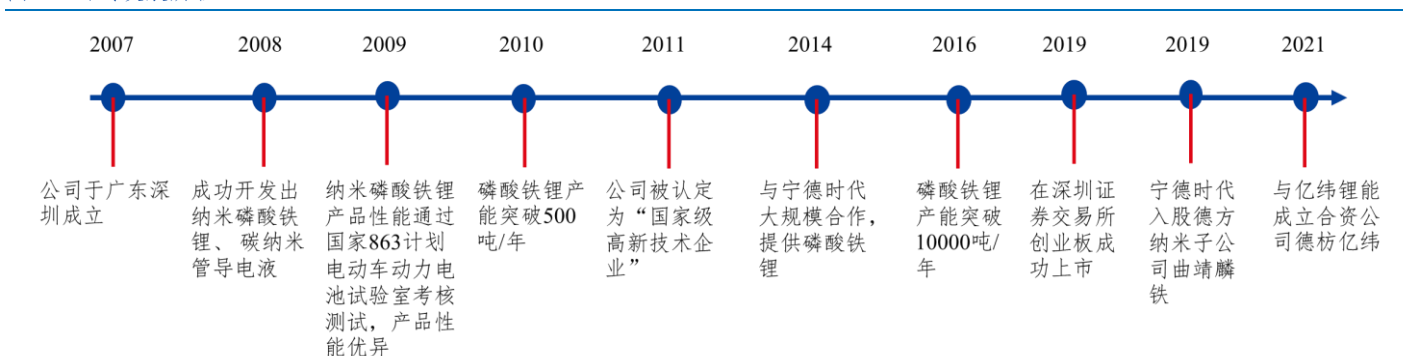 2007
2008
2009
2010
2011
2014
2016
2019
2019
2021
公司于广东深
圳成立
成功开发出
纳米磷酸铁
锂、碳纳米
管导电液
纳米磷酸铁锂
产品性能通过
国家863计划
电动车动力电
池试验室考核
测试，产品性
能优异
磷酸铁锂产
能突破500
吨/年
公司被认定
为“国家级
高新技术企
业”
与宁德时代
大规模合作，
提供磷酸铁
锂
磷酸铁锂
产能突破
10000吨/
年
在深圳证
券交易所
创业板成
功上市
宁德时代
入股德方
纳米子公
司曲靖麟
铁
与亿纬锂能
成立合资公
司德枋亿纬